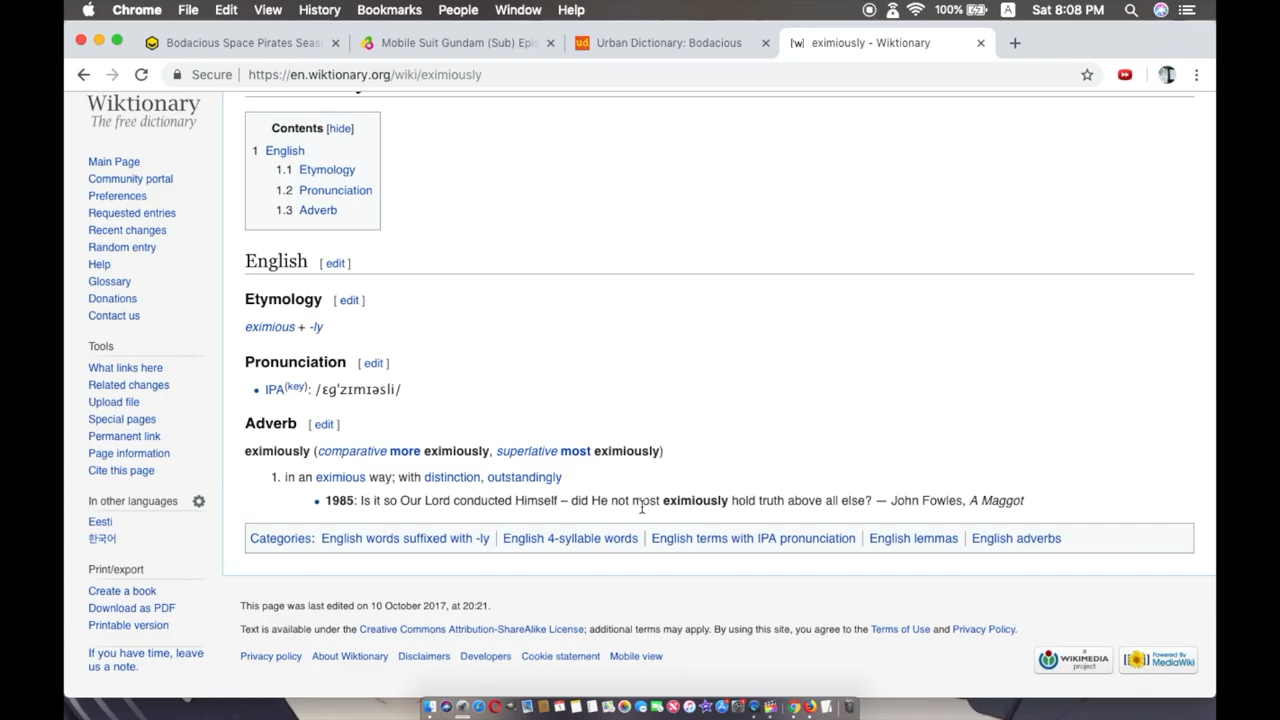 Chrome File Edit View History Bookmarks People Window Help 100% A Sat 8:08 PM
Bodacious Space Pirates Seas
Mobile Suit Gundam (Sub) Epis
ud Urban Dictionary: Bodacious
[w] eximiously - Wiktionary
Secure | https://en.wiktionary.org/wiki/eximiously
Wiktionary
The free dictionary
Main Page
Community portal
Preferences
Requested entries
Recent changes
Random entry
Help
Glossary
Donations
Contact us
Tools
What links here
Related changes
Upload file
Special pages
Permanent link
Page information
Cite this page
In other languages
Eesti
한국어
Print/export
Create a book
Download as PDF
Printable version
If you have time, leave
us a note.
Contents [hide]
1 English
1.1 Etymology
1.2 Pronunciation
1.3 Adverb
English [ edit ]
Etymology [ edit ]
eximious + -ly
Pronunciation [ edit ]
• IPA(key): /ɛɡˈzɪmɪəsli/
Adverb [ edit ]
eximiously (comparative more eximiously, superlative most eximiously)
1. in an eximious way; with distinction, outstandingly
• 1985: Is it so Our Lord conducted Himself – did He not most eximiously hold truth above all else? — John Fowles, A Maggot
Categories: English words suffixed with -ly | English 4-syllable words | English terms with IPA pronunciation | English lemmas | English adverbs
This page was last edited on 10 October 2017, at 20:21.
Text is available under the Creative Commons Attribution-ShareAlike License; additional terms may apply. By using this site, you agree to the Terms of Use and Privacy Policy.
Privacy policy About Wiktionary Disclaimers Developers Cookie statement Mobile view
a
WIKIMEDIA
project
Powered By
MediaWiki